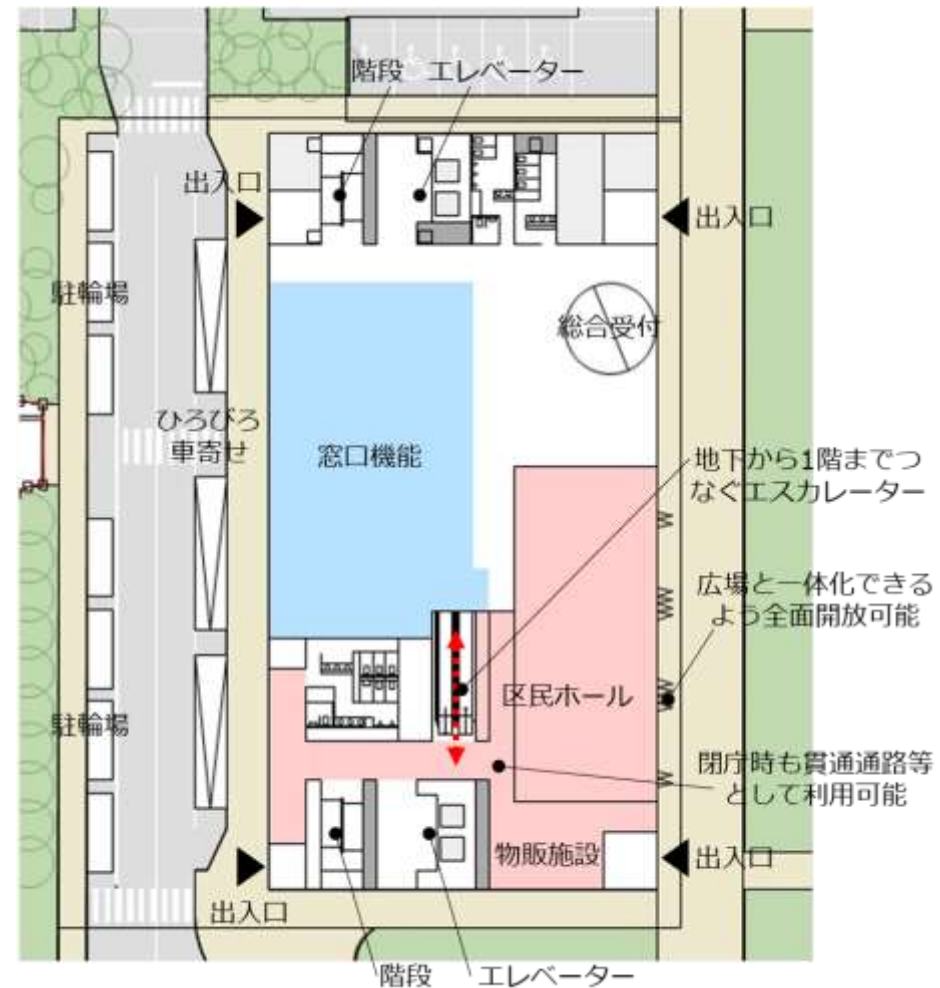 階段
エレベーター
出入口
出入口
駐輪場
総合受付
ひろびろ
車寄せ
窓口機能
地下から1階までつ
なぐエスカレーター
広場と一体化できる
よう全面開放可能
区民ホール
駐輪場
閉庁時も貫通通路等
として利用可能
物販施設
出入口
出入口
階段
エレベーター